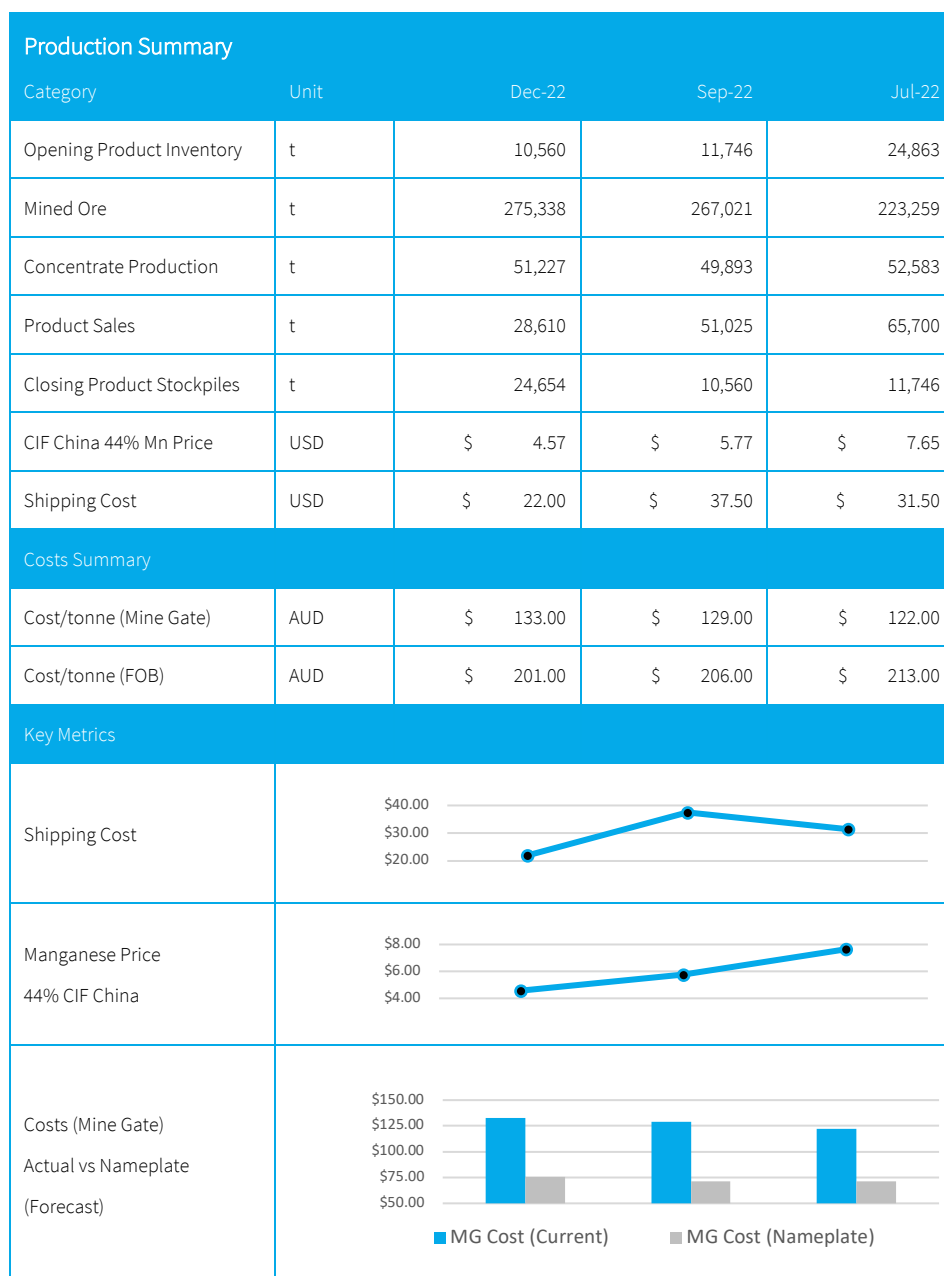 Production Summary
Category Unit Dec-22 Sep-22 Jul-22
Opening Product Inventory t 10,560 11,746 24,863
Mined Ore t 275,338 267,021 223,259
Concentrate Production t 51,227 49,893 52,583
Product Sales t 28,610 51,025 65,700
Closing Product Stockpiles t 24,654 10,560 11,746
CIF China 44% Mn Price USD $ 4.57 $ 5.77 $ 7.65
Shipping Cost USD $ 22.00 $ 37.50 $ 31.50
Costs Summary
Cost/tonne (Mine Gate) AUD $ 133.00 $ 129.00 $ 122.00
Cost/tonne (FOB) AUD $ 201.00 $ 206.00 $ 213.00
Key Metrics
Shipping Cost
$40.00
$30.00
$20.00
Manganese Price
44% CIF China
$8.00
$6.00
$4.00
Costs (Mine Gate)
Actual vs Nameplate
(Forecast)
$150.00
$125.00
$100.00
$75.00
$50.00
MG Cost (Current) MG Cost (Nameplate)